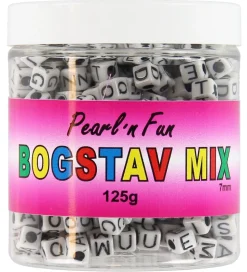 Pearl'n Fun
BOGSTAV MIX
7mm
125g